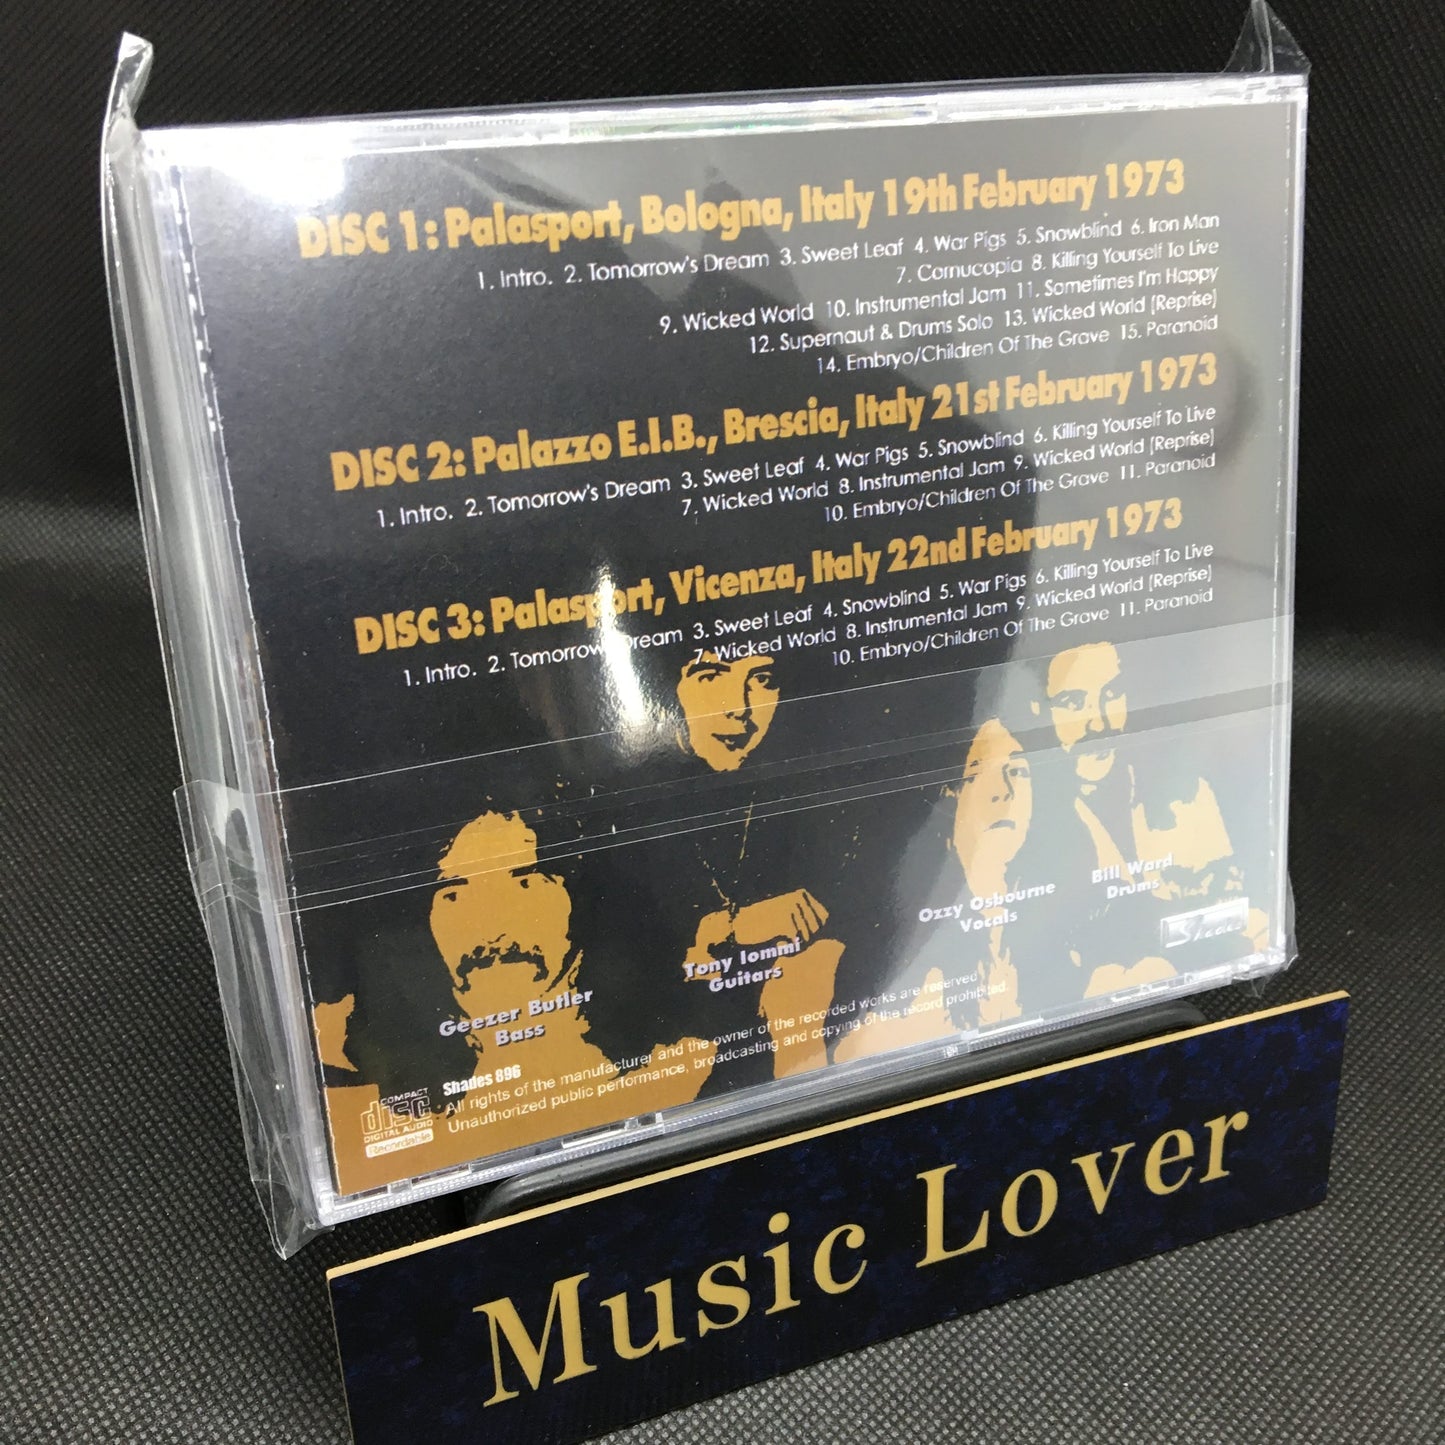 DISC 1: Palasport, Bologna, Italy 19th February 1973
1. Intro. 2. Tomorrow's Dream 3. Sweet Leaf 4. War Pigs 5. Snowblind 6. Iron Man
7. Cornucopia 8. Killing Yourself To Live
9. Wicked World 10. Instrumental Jam 11. Sometimes I'm Happy
12. Supernaut & Drums Solo 13. Wicked World (Reprise)
14. Embryo/Children Of The Grave 15. Paranoid
DISC 2: Palazzo E.I.B., Brescia, Italy 21st February 1973
1. Intro. 2. Tomorrow's Dream 3. Sweet Leaf 4. War Pigs 5. Snowblind 6. Killing Yourself To Live
7. Wicked World 8. Instrumental Jam 9. Wicked World (Reprise)
10. Embryo/Children Of The Grave 11. Paranoid
DISC 3: Palasport, Vicenza, Italy 22nd February 1973
1. Intro. 2. Tomorrow's Dream 3. Sweet Leaf 4. Snowblind 5. War Pigs 6. Killing Yourself To Live
7. Wicked World 8. Instrumental Jam 9. Wicked World (Reprise)
10. Embryo/Children Of The Grave 11. Paranoid
Bill Ward
Drums
Ozzy Osbourne
Vocals
Tony Iommi
Guitars
Geezer Butler
Bass
Shades
Shades 896
All rights of the manufacturer and the owner of the recorded works are reserved
Unauthorized public performance, broadcasting and copying of the record prohibited.
COMPACT
disc
DIGITAL AUDIO
Recordable
Music Lover